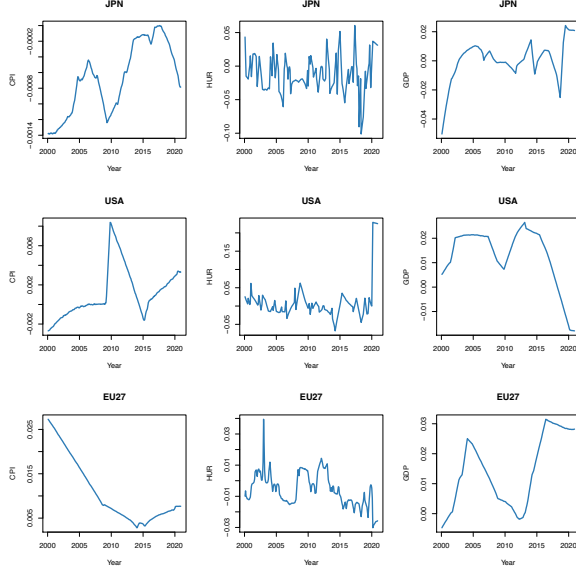 JPN
CPI
−0.0014
−0.0008
−0.0002
2000 2005 2010 2015 2020
Year
JPN
HUR
−0.10
−0.05
0.00
0.05
2000 2005 2010 2015 2020
Year
JPN
GDP
−0.04
−0.02
0.00
0.02
2000 2005 2010 2015 2020
Year
USA
CPI
−0.002
0.002
0.006
2000 2005 2010 2015 2020
Year
USA
HUR
−0.05
0.05
0.15
2000 2005 2010 2015 2020
Year
USA
GDP
−0.01
0.00
0.01
0.02
2000 2005 2010 2015 2020
Year
EU27
CPI
0.005
0.015
0.025
2000 2005 2010 2015 2020
Year
EU27
HUR
−0.03
−0.01
0.01
0.03
2000 2005 2010 2015 2020
Year
EU27
GDP
0.00
0.01
0.02
0.03
2000 2005 2010 2015 2020
Year